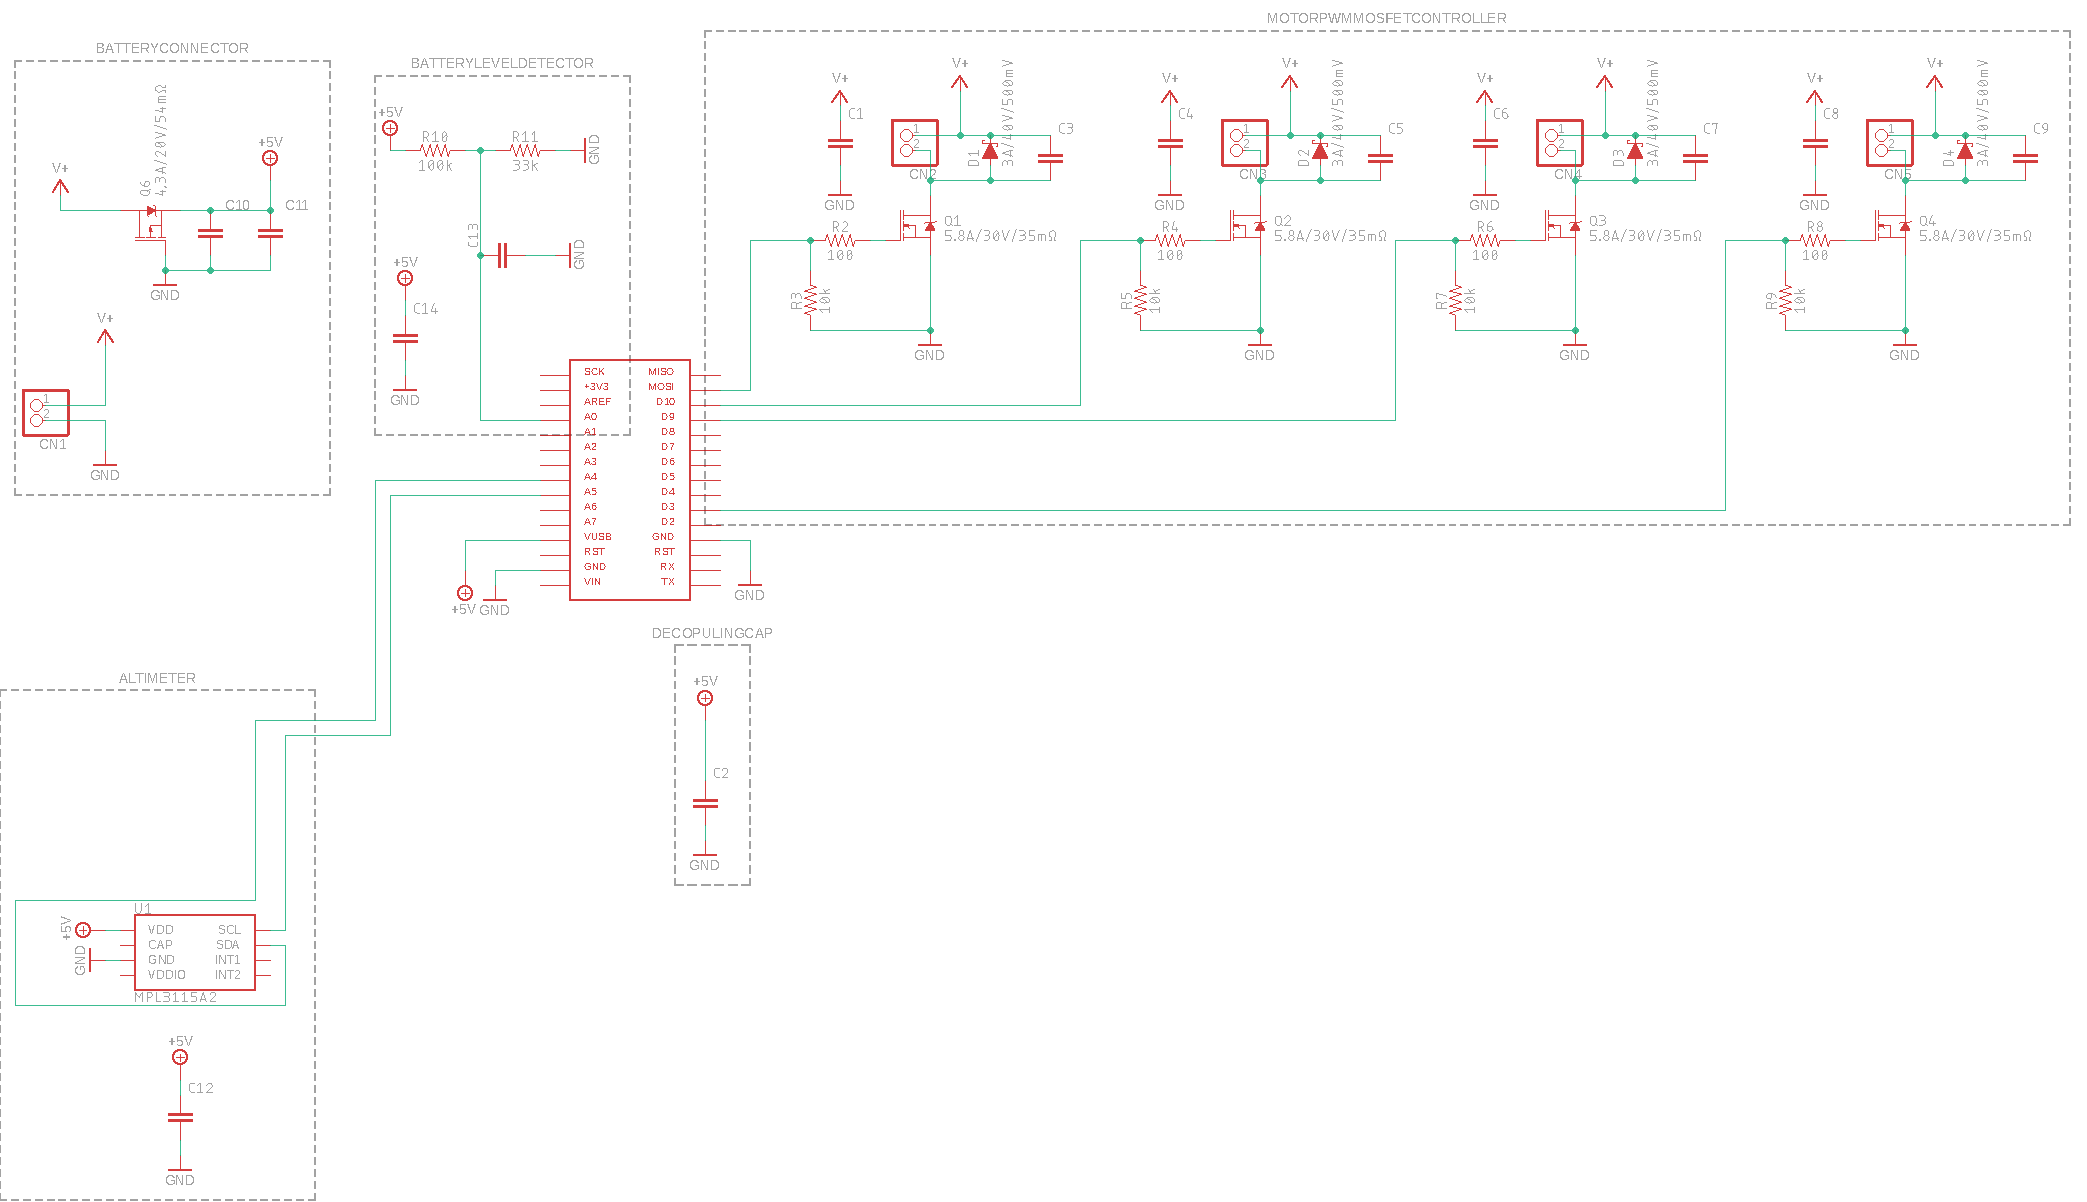 MOTORPWMMOSFETCONTROLLER
BATTERYCONNECTOR
V+
Q6
4.3A/20V/54mΩ
+5V
C10
C11
GND
V+
1
2
CN1
GND
BATTERYLEVELDETECTOR
+5V
R10
100k
R11
33k
GND
C13
GND
+5V
C14
GND
V+
C1
GND
V+
1
2
CN2
D1
3A/40V/500mV
C3
Q1
5.8A/30V/35mΩ
R2
100
R3
10k
GND
V+
C4
GND
V+
1
2
CN3
D2
3A/40V/500mV
C5
Q2
5.8A/30V/35mΩ
R4
100
R5
10k
GND
V+
C6
GND
V+
1
2
CN4
D3
3A/40V/500mV
C7
Q3
5.8A/30V/35mΩ
R6
100
R7
10k
GND
V+
C8
GND
V+
1
2
CN5
D4
3A/40V/500mV
C9
Q4
5.8A/30V/35mΩ
R8
100
R9
10k
GND
SCK MISO
+3V3 MOSI
AREF D10
A0 D9
A1 D8
A2 D7
A3 D6
A4 D5
A5 D4
A6 D3
A7 D2
VUSB GND
RST RST
GND RX
VIN TX
+5V
GND
GND
DECOPULINGCAP
+5V
C2
GND
ALTIMETER
U1
+5V
GND
VDD SCL
CAP SDA
GND INT1
VDDIO INT2
MPL3115A2
+5V
C12
GND